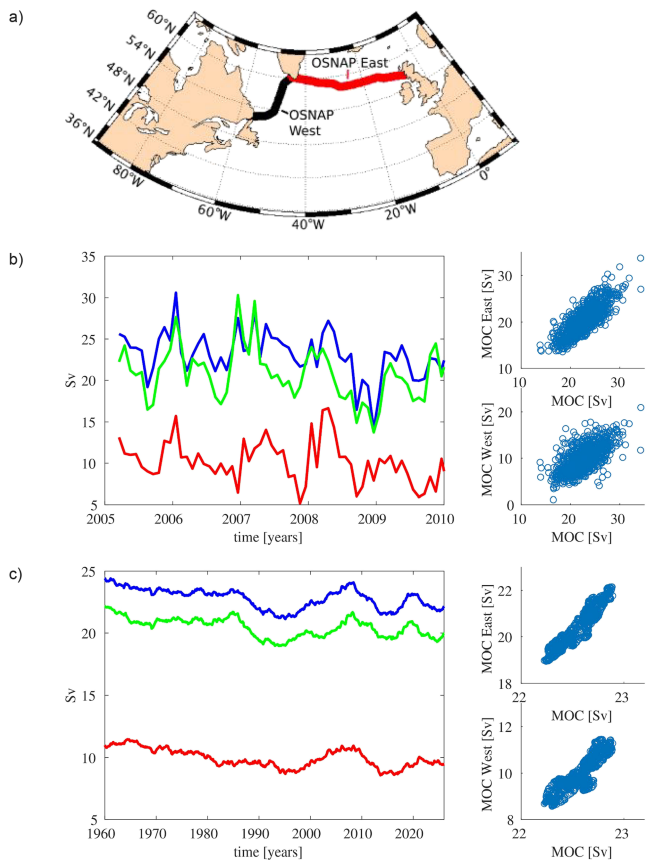 a)
60°N
54°N
48°N
42°N
36°N
80°W
60°W
40°W
20°W
0°
OSNAP East
OSNAP
West
b)
35
30
25
20
15
10
5
Sv
2005
2006
2007
2008
2009
2010
time [years]
MOC East [Sv]
30
20
10
10
20
30
MOC [Sv]
MOC West [Sv]
20
10
0
10
20
30
MOC [Sv]
c)
25
20
15
10
5
Sv
1960
1970
1980
1990
2000
2010
2020
time [years]
MOC East [Sv]
22
20
18
22
23
MOC [Sv]
MOC West [Sv]
12
10
8
22
23
MOC [Sv]